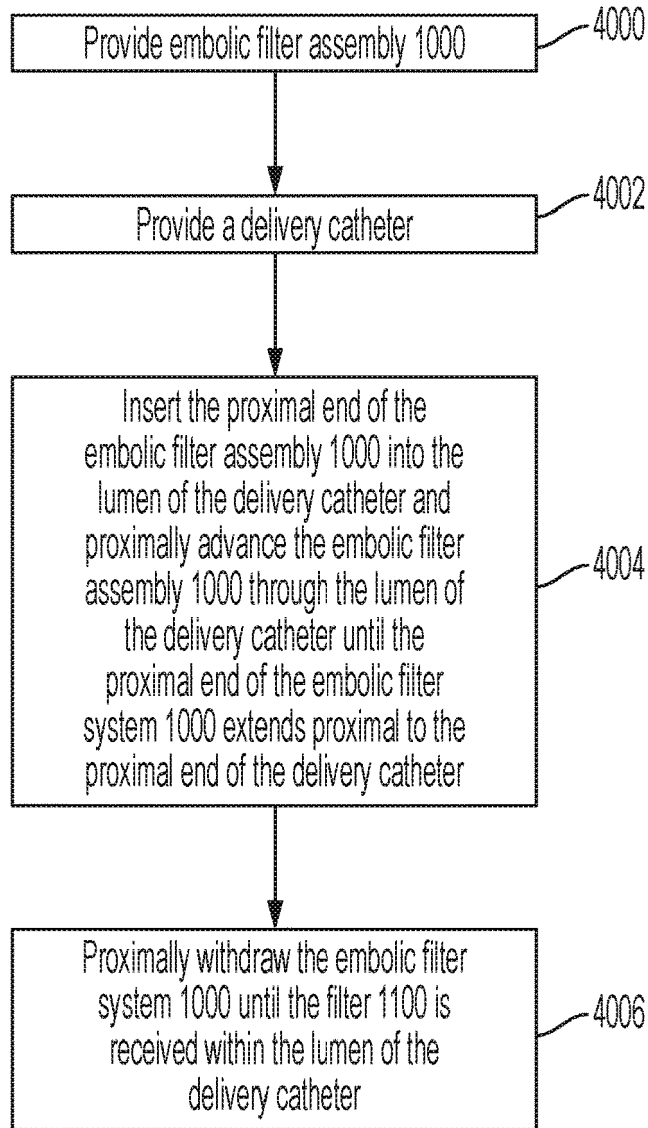 Provide embolic filter assembly 1000
4000
Provide a delivery catheter
4002
Insert the proximal end of the
embolic filter assembly 1000 into the
lumen of the delivery catheter and
proximally advance the embolic filter
assembly 1000 through the lumen of
the delivery catheter until the
proximal end of the embolic filter
system 1000 extends proximal to the
proximal end of the delivery catheter
4004
Proximally withdraw the embolic filter
system 1000 until the filter 1100 is
received within the lumen of the
delivery catheter
4006